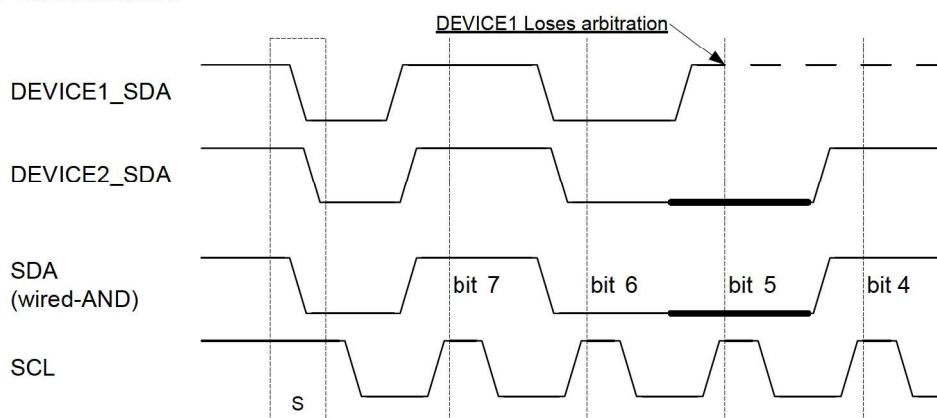 DEVICE1 Loses arbitration
DEVICE1_SDA
DEVICE2_SDA
SDA
(wired-AND)
bit 7 bit 6 bit 5 bit 4
SCL
S